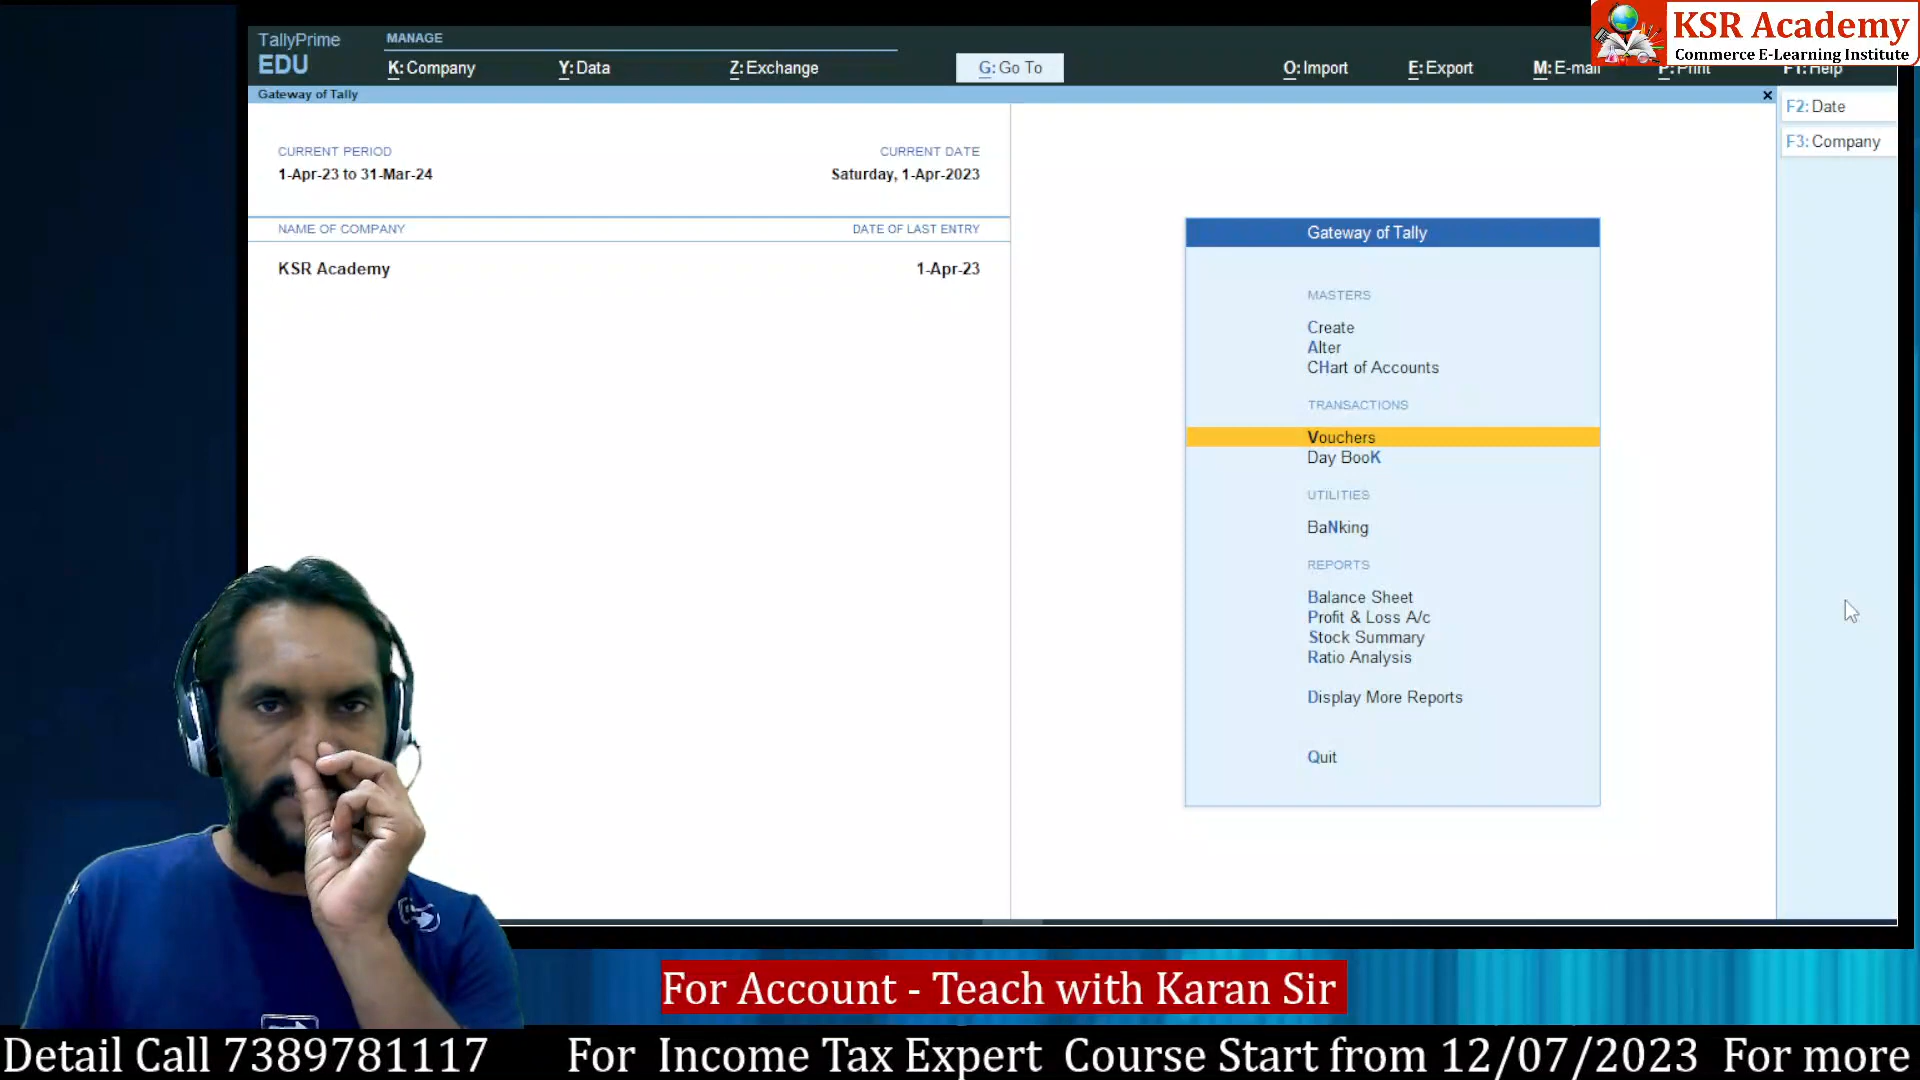 KSR Academy
Commerce E-Learning Institute
TallyPrime
EDU
MANAGE
K: Company
Y: Data
Z: Exchange
G: Go To
O: Import
E: Export
M: E-mail
P: Print
F1: Help
Gateway of Tally
x
F2: Date
F3: Company
CURRENT PERIOD
CURRENT DATE
1-Apr-23 to 31-Mar-24
Saturday, 1-Apr-2023
NAME OF COMPANY
DATE OF LAST ENTRY
KSR Academy
1-Apr-23
Gateway of Tally
MASTERS
Create
Alter
CHart of Accounts
TRANSACTIONS
Vouchers
Day BooK
UTILITIES
BaNking
REPORTS
Balance Sheet
Profit & Loss A/c
Stock Summary
Ratio Analysis
Display More Reports
Quit
For Account - Teach with Karan Sir
Detail Call 7389781117 For Income Tax Expert Course Start from 12/07/2023 For more